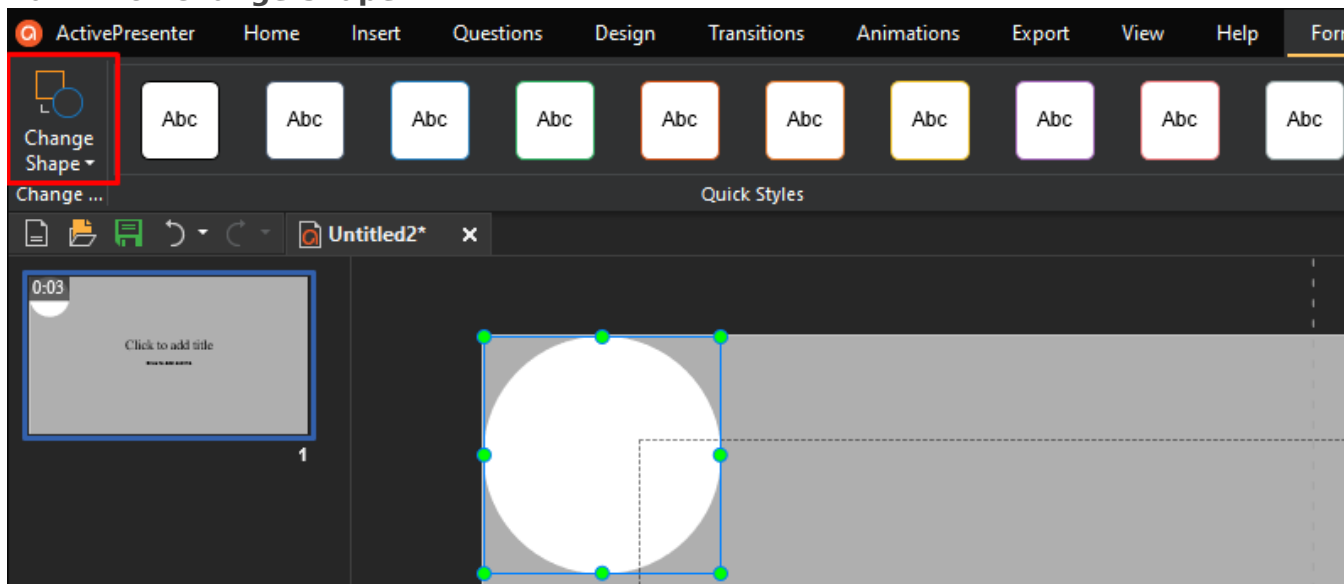 ActivePresenter Home Insert Questions Design Transitions Animations Export View Help
Abc Abc Abc Abc Abc Abc Abc Abc Abc Abc
Change
Shape
Change ...
Quick Styles
Untitled2*
0:03
Click to add title
1